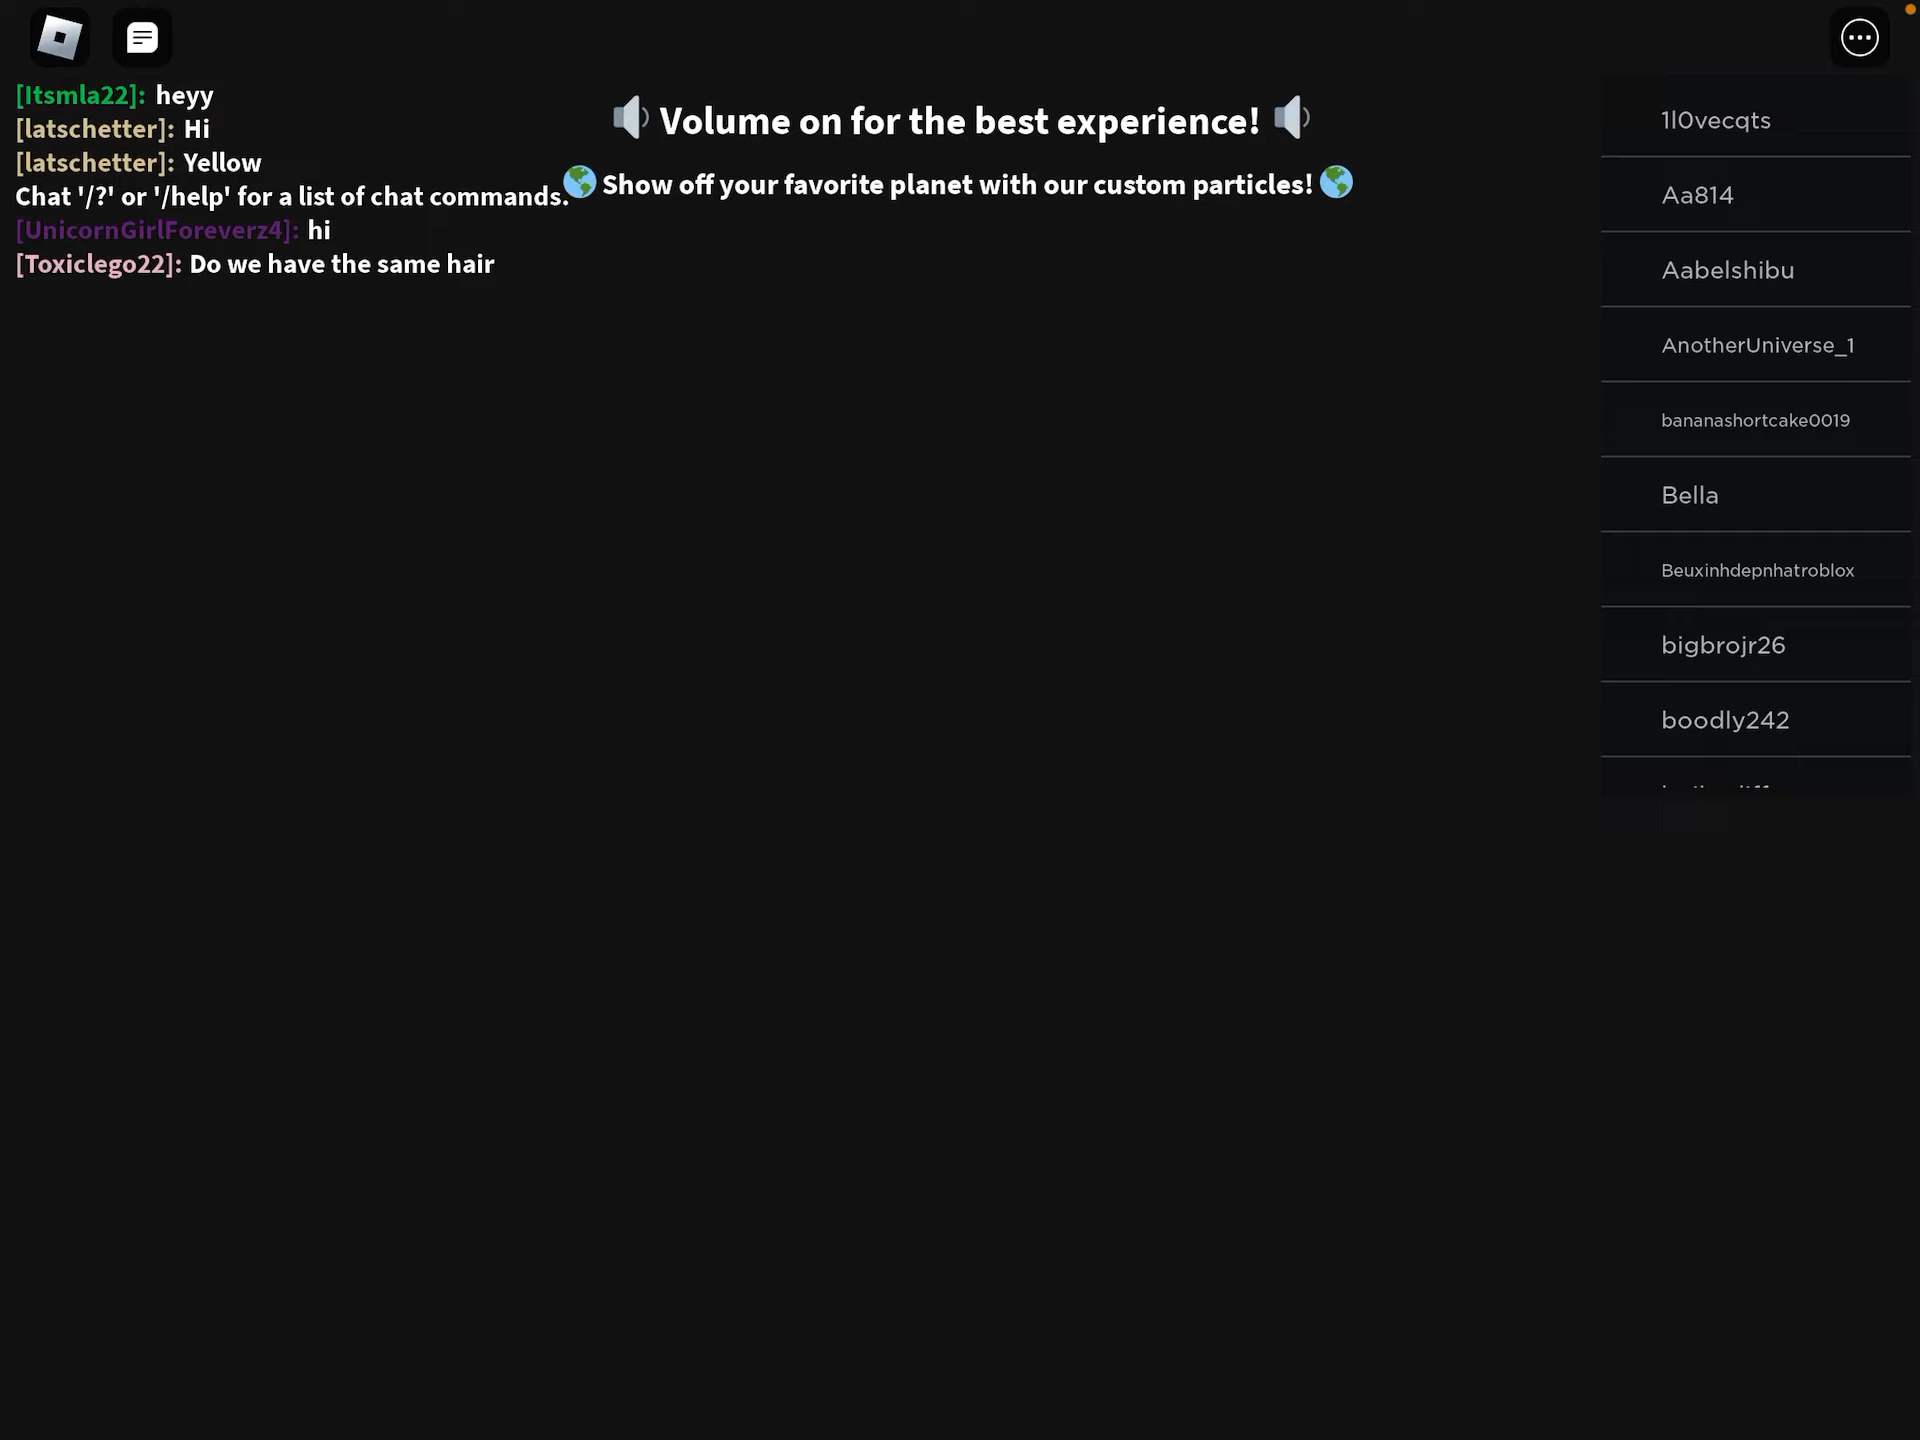 [Itsmla22]: heyy
[latschetter]: Hi
[latschetter]: Yellow
Chat '/?' or '/help' for a list of chat commands.
[UnicornGirlForeverz4]: hi
[Toxiclego22]: Do we have the same hair
Volume on for the best experience!
Show off your favorite planet with our custom particles!
1l0vecqts
Aa814
Aabelshibu
AnotherUniverse_1
bananashortcake0019
Bella
Beuxinhdepnhatroblox
bigbrojr26
boodly242